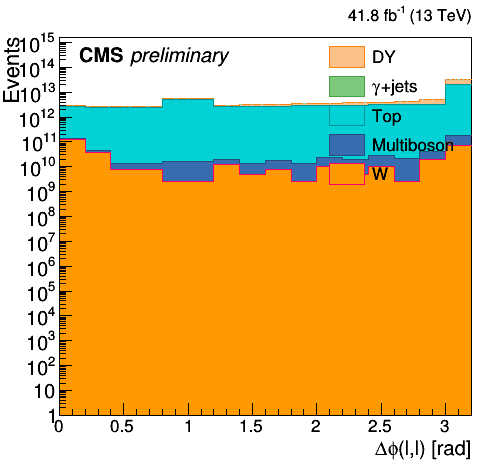 41.8 fb⁻¹ (13 TeV)
CMS preliminary
Events
10¹⁵
10¹⁴
10¹³
10¹²
10¹¹
10¹⁰
10⁹
10⁸
10⁷
10⁶
10⁵
10⁴
10³
10²
10
1
DY
γ+jets
Top
Multiboson
W
0 0.5 1 1.5 2 2.5 3
Δϕ(l,l) [rad]